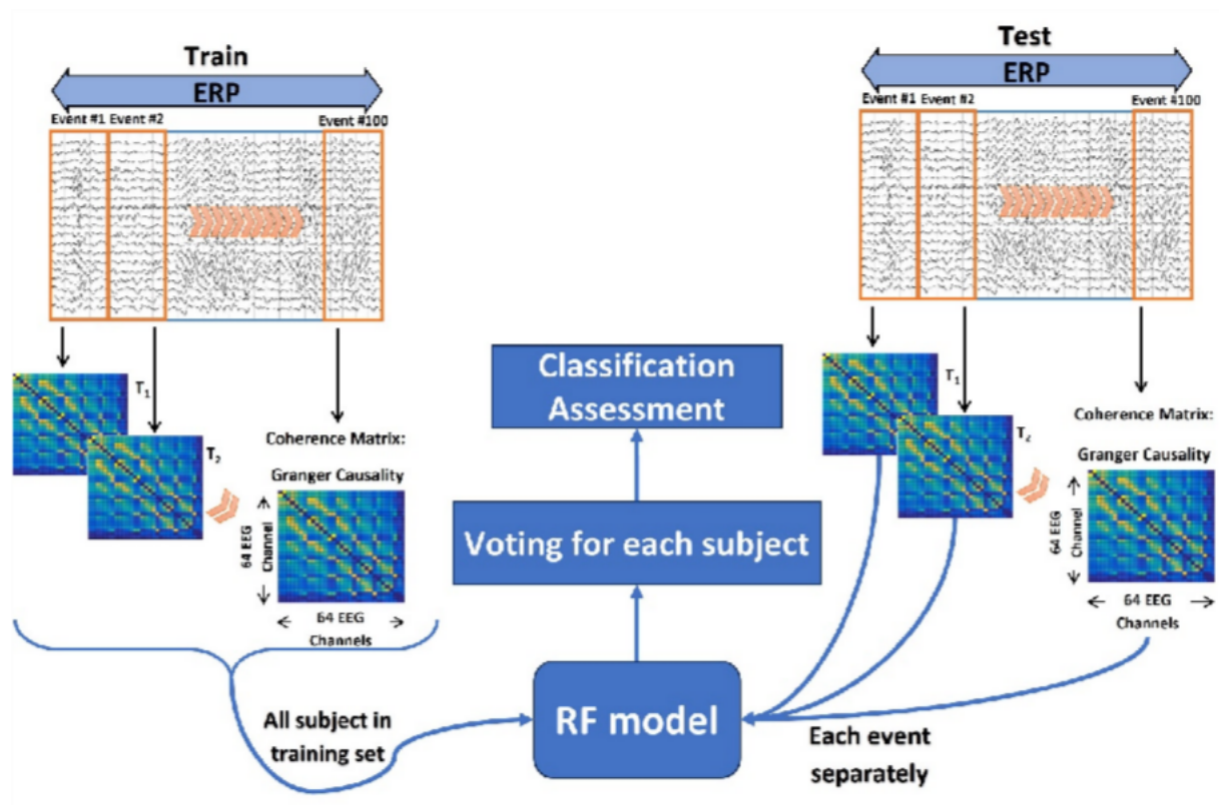 Train
ERP
Event #1 Event #2
Event #100
T1
T2
Coherence Matrix:
Granger Causality
64 EEG
Channel
64 EEG
Channels
All subject in
training set
Classification
Assessment
Voting for each subject
RF model
Test
ERP
Event #1 Event #2
Event #100
T1
T2
Coherence Matrix:
Granger Causality
64 EEG
Channel
64 EEG
Channels
Each event
separately